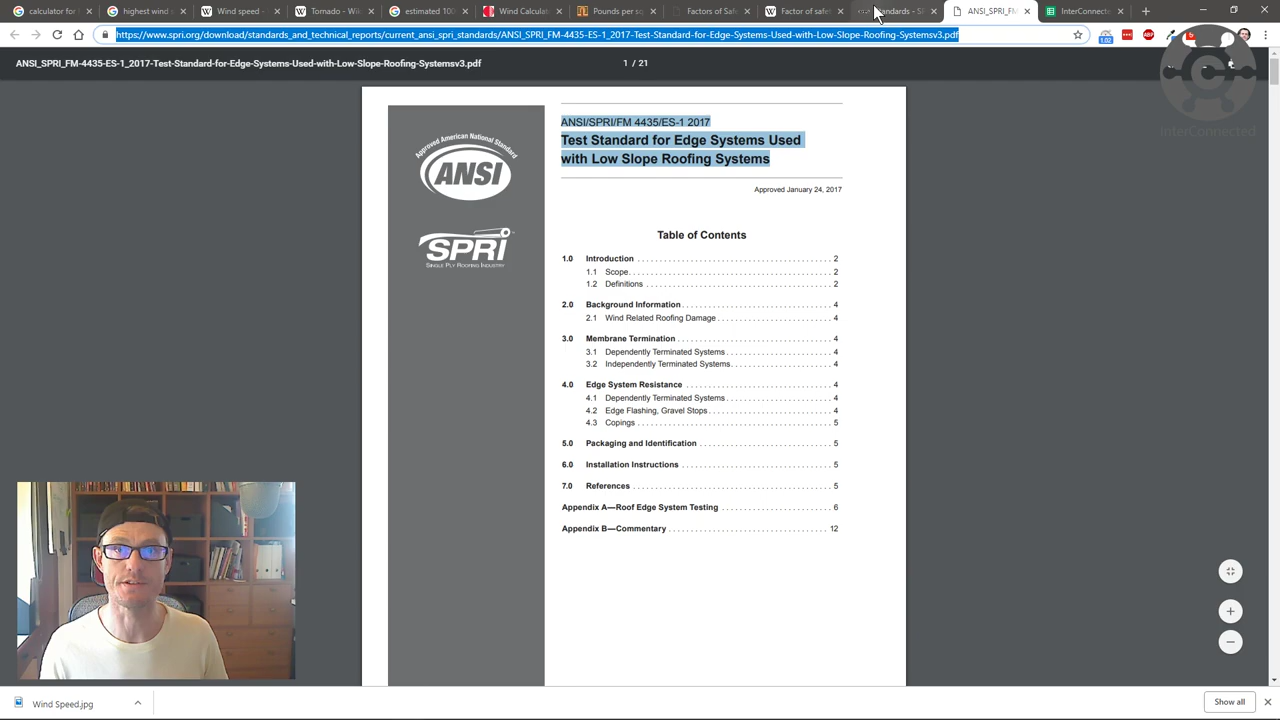 calculator for
highest wind
Wind speed -
Tornado - Wik
estimated 100
Wind Calculat
Pounds per sq
Factors of Safe
Factor of safet
tandards - S
ANSI_SPRI_FM
InterConnecte
https://www.spri.org/download/standards_and_technical_reports/current_ansi_spri_standards/ANSI_SPRI_FM-4435-ES-1_2017-Test-Standard-for-Edge-Systems-Used-with-Low-Slope-Roofing-Systemsv3.pdf
1.02
ABP
ANSI_SPRI_FM-4435-ES-1_2017-Test-Standard-for-Edge-Systems-Used-with-Low-Slope-Roofing-Systemsv3.pdf
1 / 21
InterConnected
Approved American National Standard
ANSI
SPRI
SINGLE PLY ROOFING INDUSTRY
ANSI/SPRI/FM 4435/ES-1 2017
Test Standard for Edge Systems Used
with Low Slope Roofing Systems
Approved January 24, 2017
Table of Contents
1.0 Introduction . . . . . . . . . . 2
1.1 Scope. . . . . . . . . . 2
1.2 Definitions . . . . . . . . . . 2
2.0 Background Information . . . . . . . . . . 4
2.1 Wind Related Roofing Damage . . . . . . . . . . 4
3.0 Membrane Termination . . . . . . . . . . 4
3.1 Dependently Terminated Systems . . . . . . . . . . 4
3.2 Independently Terminated Systems. . . . . . . . . . 4
4.0 Edge System Resistance . . . . . . . . . . 4
4.1 Dependently Terminated Systems . . . . . . . . . . 4
4.2 Edge Flashing, Gravel Stops . . . . . . . . . . 4
4.3 Copings . . . . . . . . . . 5
5.0 Packaging and Identification . . . . . . . . . . 5
6.0 Installation Instructions . . . . . . . . . . 5
7.0 References . . . . . . . . . . 5
Appendix A—Roof Edge System Testing . . . . . . . . . . 6
Appendix B—Commentary . . . . . . . . . . 12
Wind Speed.jpg
Show all